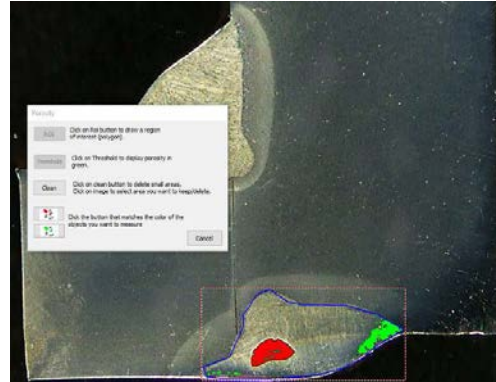 Porosity
Click on Roi button to draw a region
of interest (polygon).
Threshold
Click on Threshold to display porosity in
green.
Clean
Click on clean button to delete small areas.
Click on image to select area you want to keep/delete.
Click the button that matches the color of the
objects you want to measure
Cancel